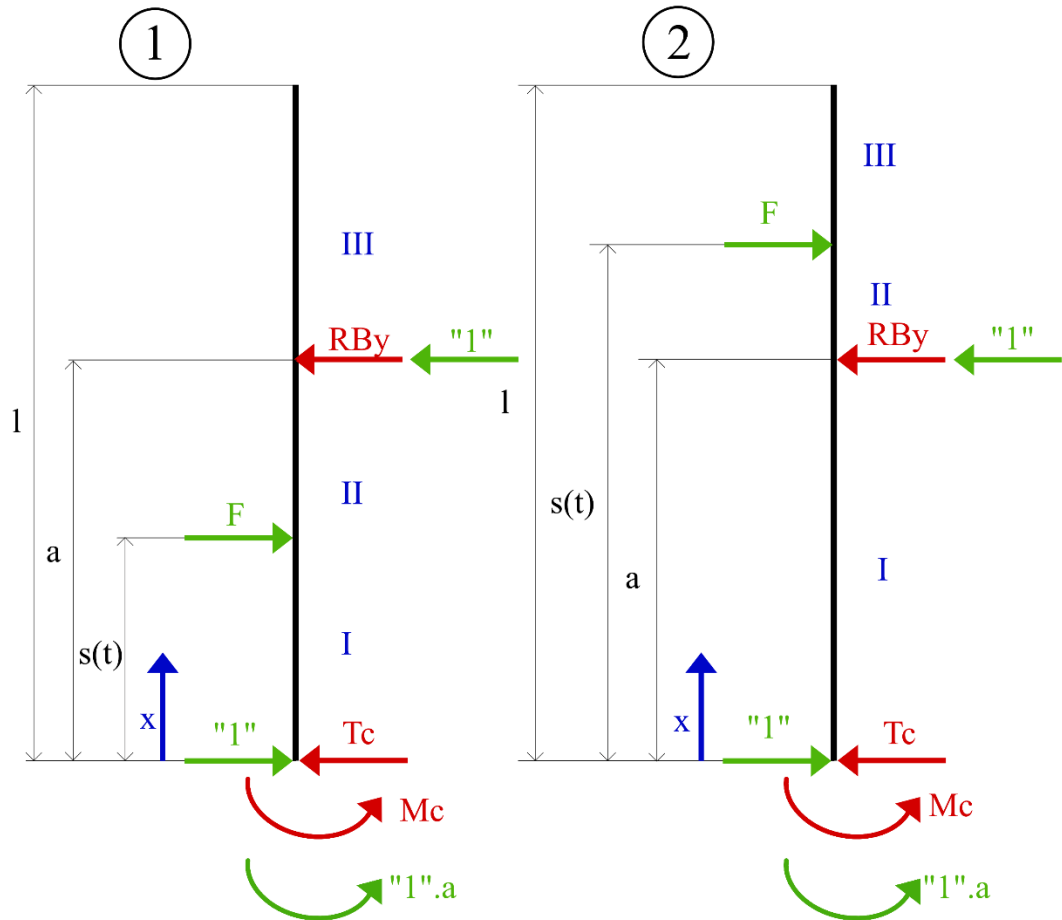 1
2
III
III
F
II
RBy
"1"
RBy
"1"
l
l
II
s(t)
F
a
a
I
I
s(t)
x
"1"
Tc
x
"1"
Tc
Mc
Mc
"1".a
"1".a